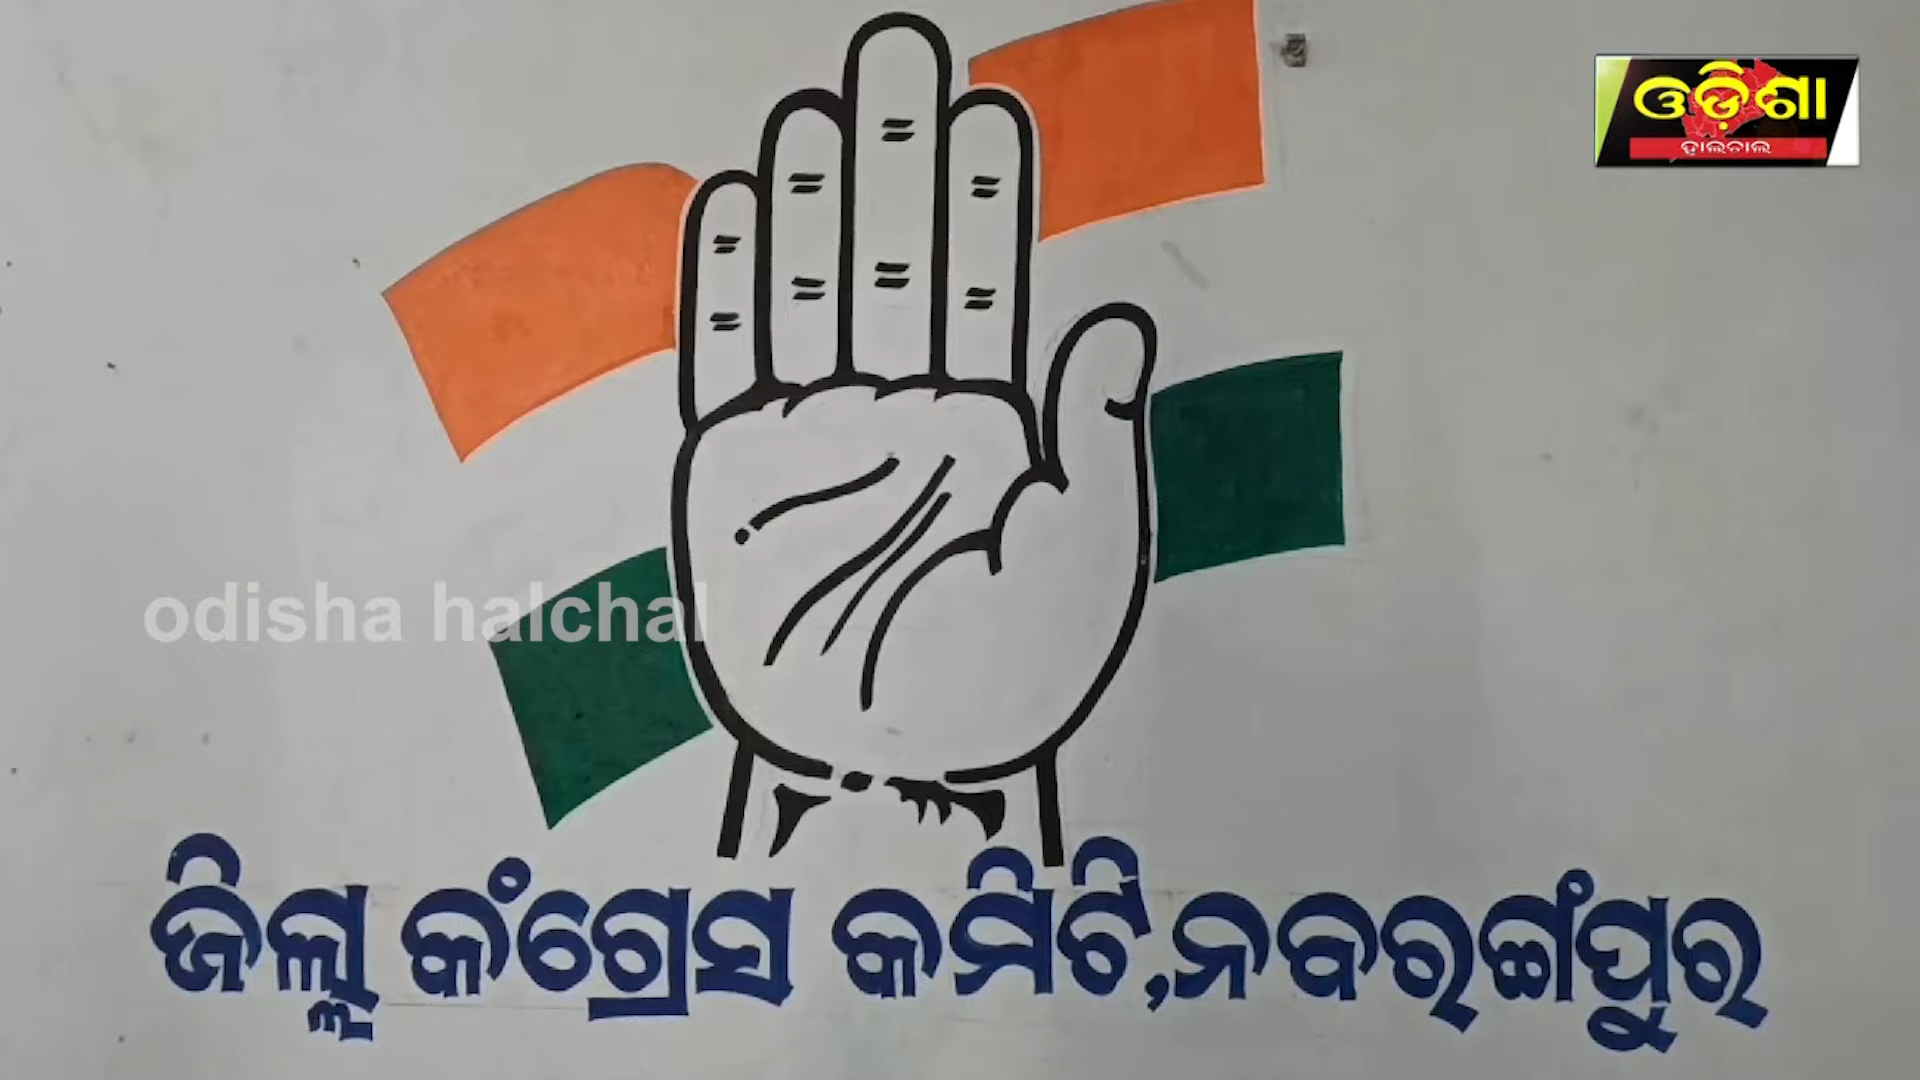 ଓଡ଼ିଶା
ହାଲଚାଲ
odisha halchal
ଜିଲ୍ଲା କଂଗ୍ରେସ କମିଟି,ନବରଙ୍ଗପୁର